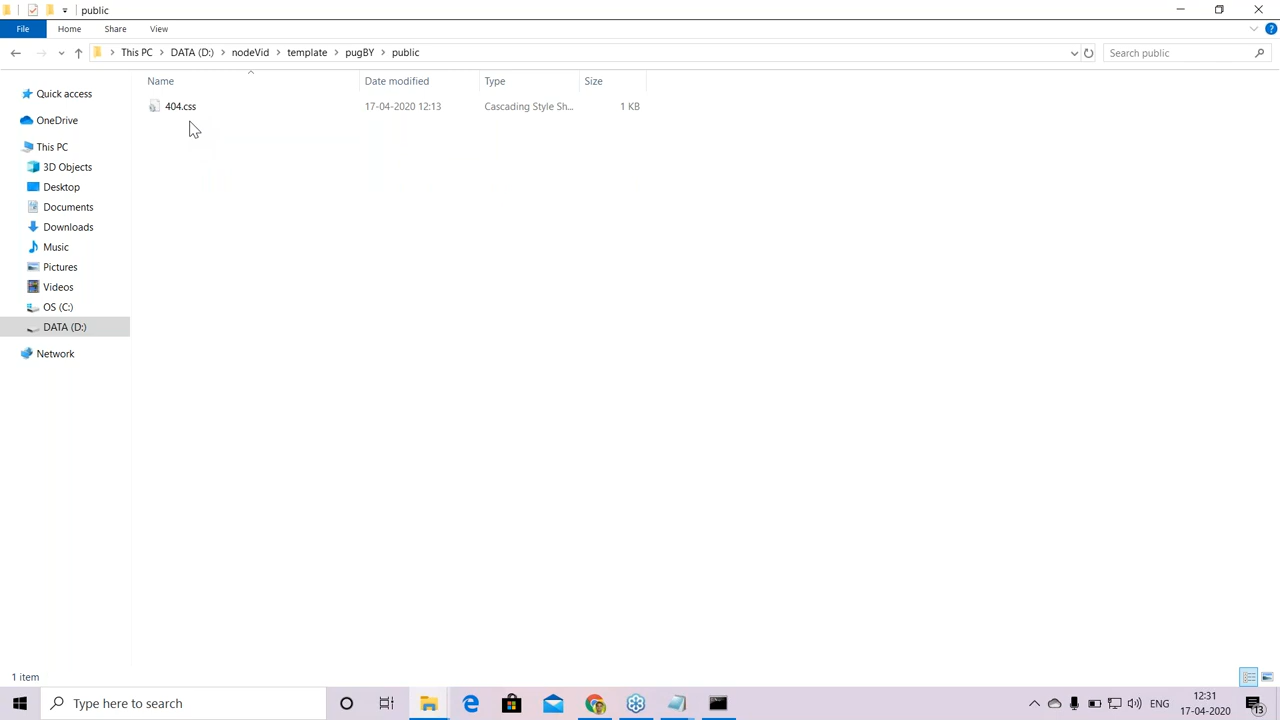 public
File Home Share View
This PC DATA (D:) nodeVid template pugBY public
Search public
Name Date modified Type Size
404.css 17-04-2020 12:13 Cascading Style Sh... 1 KB
Quick access
OneDrive
This PC
3D Objects
Desktop
Documents
Downloads
Music
Pictures
Videos
OS (C:)
DATA (D:)
Network
1 item
Type here to search
ENG
12:31
17-04-2020
13